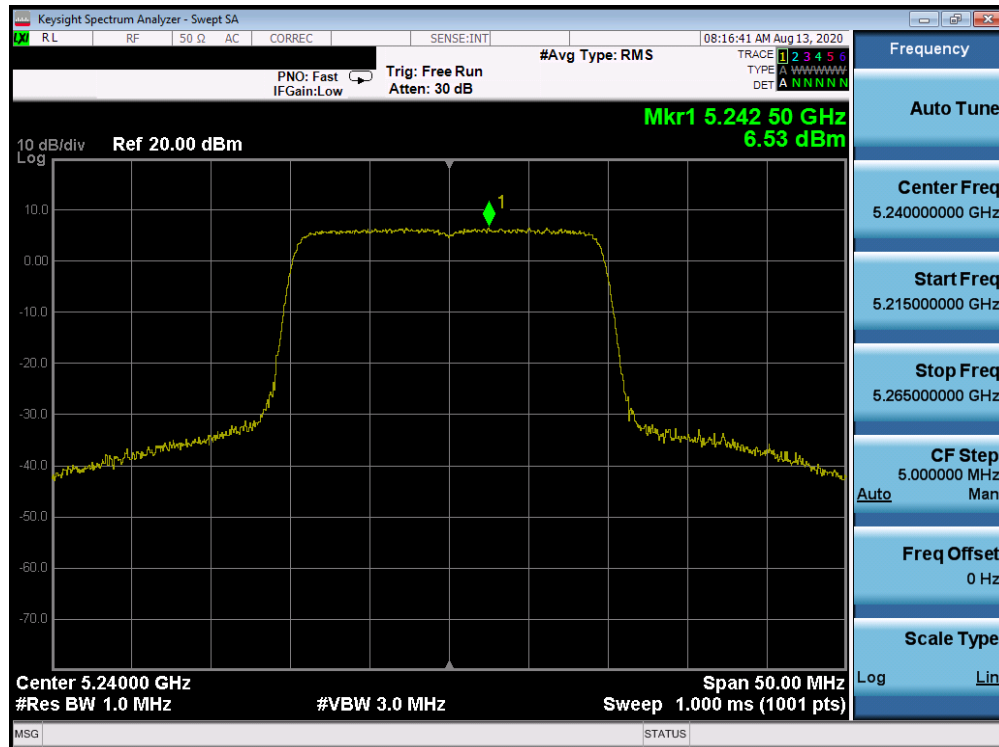 Keysight Spectrum Analyzer - Swept SA
LXI RL RF 50 Ω AC CORREC SENSE:INT 08:16:41 AM Aug 13, 2020
#Avg Type: RMS
TRACE 1 2 3 4 5 6
TYPE A WWWWW
DET A N N N N N
PNO: Fast
IFGain:Low
Trig: Free Run
Atten: 30 dB
Mkr1 5.242 50 GHz
6.53 dBm
10 dB/div Ref 20.00 dBm
Log
1
10.0
0.00
-10.0
-20.0
-30.0
-40.0
-50.0
-60.0
-70.0
Center 5.24000 GHz
Span 50.00 MHz
#Res BW 1.0 MHz
#VBW 3.0 MHz
Sweep 1.000 ms (1001 pts)
MSG
STATUS
Frequency
Auto Tune
Center Freq
5.240000000 GHz
Start Freq
5.215000000 GHz
Stop Freq
5.265000000 GHz
CF Step
5.000000 MHz
Auto Man
Freq Offset
0 Hz
Scale Type
Log Lin